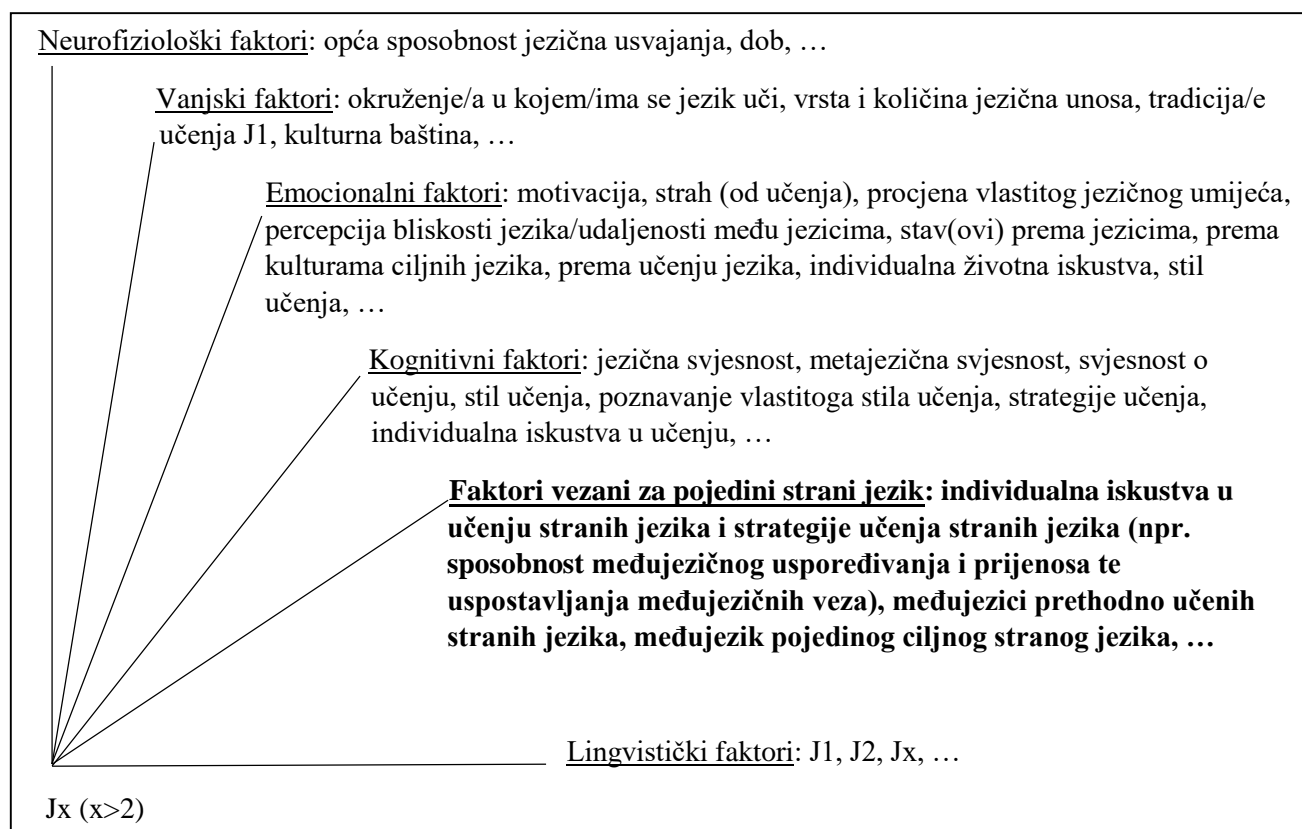 Neurofiziološki faktori: opća sposobnost jezična usvajanja, dob, …
Vanjski faktori: okruženje/a u kojem/ima se jezik uči, vrsta i količina jezična unosa, tradicija/e
učenja J1, kulturna baština, …
Emocionalni faktori: motivacija, strah (od učenja), procjena vlastitog jezičnog umijeća,
percepcija bliskosti jezika/udaljenosti među jezicima, stav(ovi) prema jezicima, prema
kulturama ciljnih jezika, prema učenju jezika, individualna životna iskustva, stil
učenja, …
Kognitivni faktori: jezična svjesnost, metajezična svjesnost, svjesnost o
učenju, stil učenja, poznavanje vlastitoga stila učenja, strategije učenja,
individualna iskustva u učenju, …
Faktori vezani za pojedini strani jezik: individualna iskustva u
učenju stranih jezika i strategije učenja stranih jezika (npr.
sposobnost međujezičnog uspoređivanja i prijenosa te
uspostavljanja međujezičnih veza), međujezici prethodno učenih
stranih jezika, međujezik pojedinog ciljnog stranog jezika, …
Lingvistički faktori: J1, J2, Jx, …
Jx (x>2)